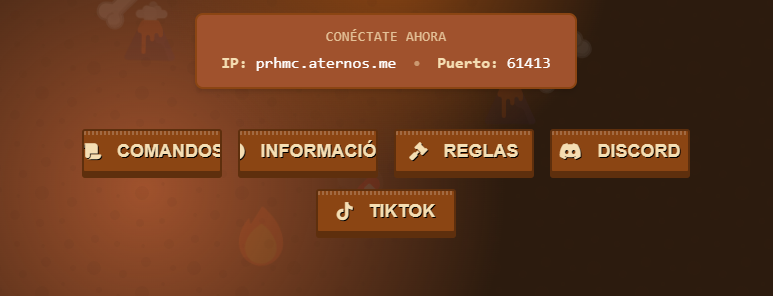 CONÉCTATE AHORA
IP: prhmc.aternos.me • Puerto: 61413
COMANDOS
INFORMACIÓ
REGLAS
DISCORD
TIKTOK